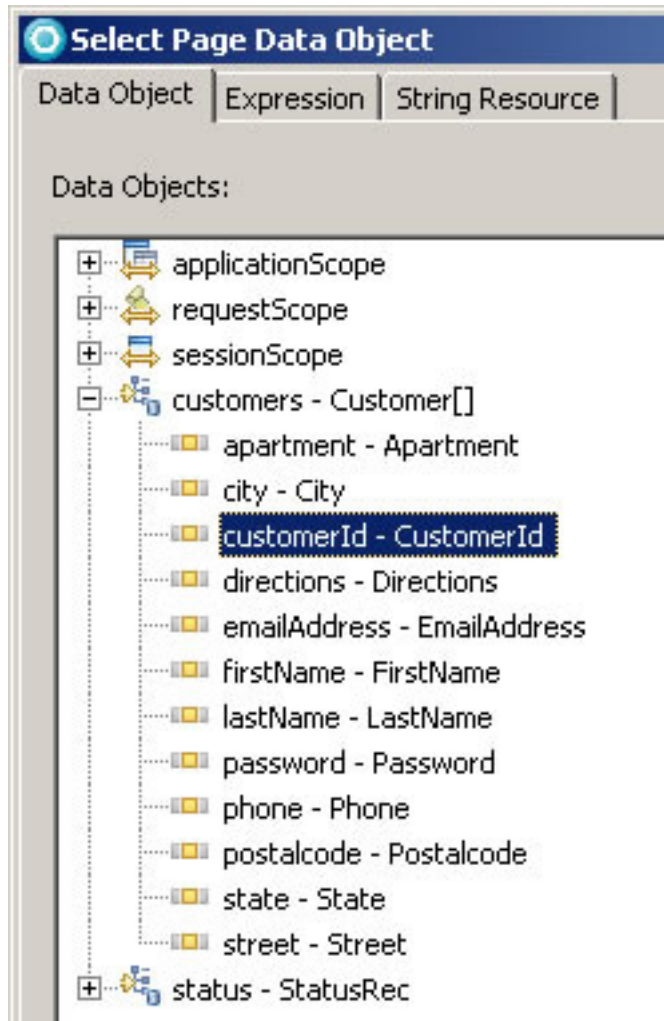 Select Page Data Object
Data Object Expression String Resource
Data Objects:
applicationScope
requestScope
sessionScope
customers - Customer[]
apartment - Apartment
city - City
customerId - CustomerId
directions - Directions
emailAddress - EmailAddress
firstName - FirstName
lastName - LastName
password - Password
phone - Phone
postalcode - Postalcode
state - State
street - Street
status - StatusRec